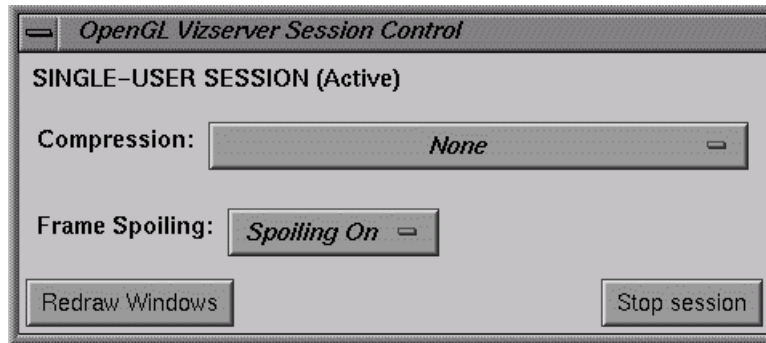 OpenGL Vizserver Session Control
SINGLE-USER SESSION (Active)
Compression: None
Frame Spoiling: Spoiling On
Redraw Windows Stop session